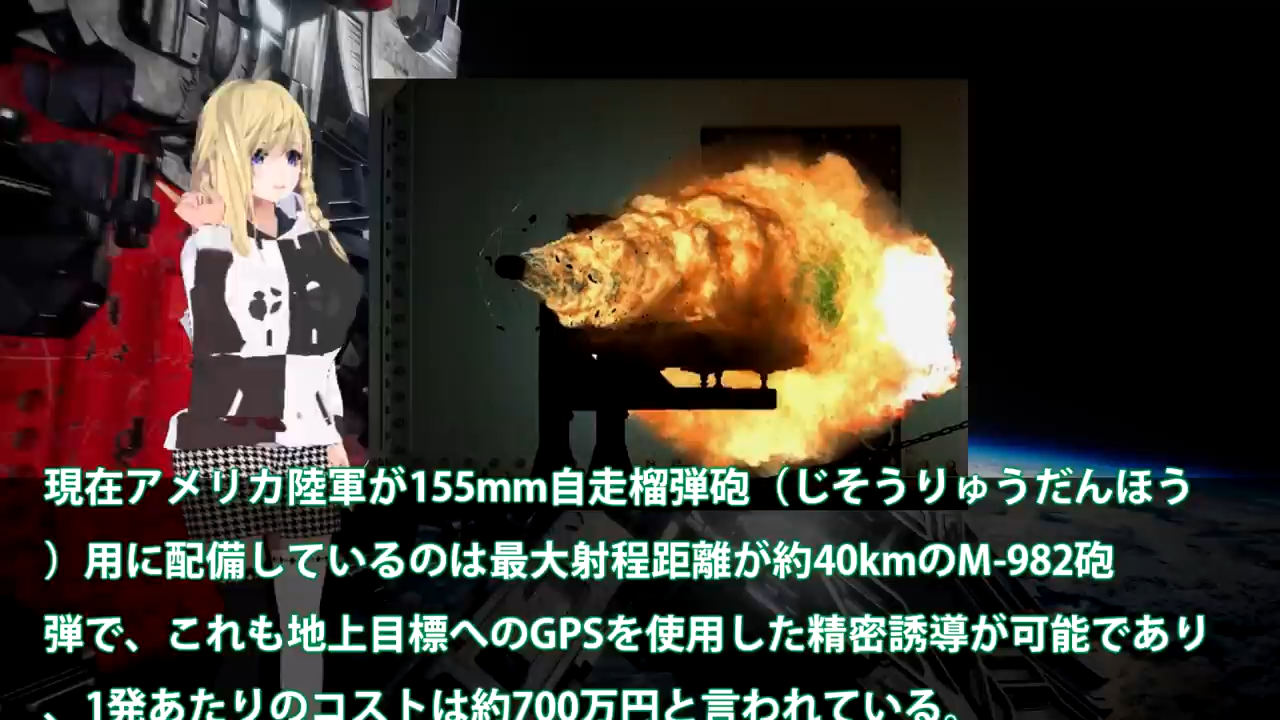 現在アメリカ陸軍が155mm自走榴弾砲（じそうりゅうだんほう
）用に配備しているのは最大射程距離が約40kmのM-982砲
弾で、これも地上目標へのGPSを使用した精密誘導が可能であり
、1発あたりのコストは約700万円と言われている。